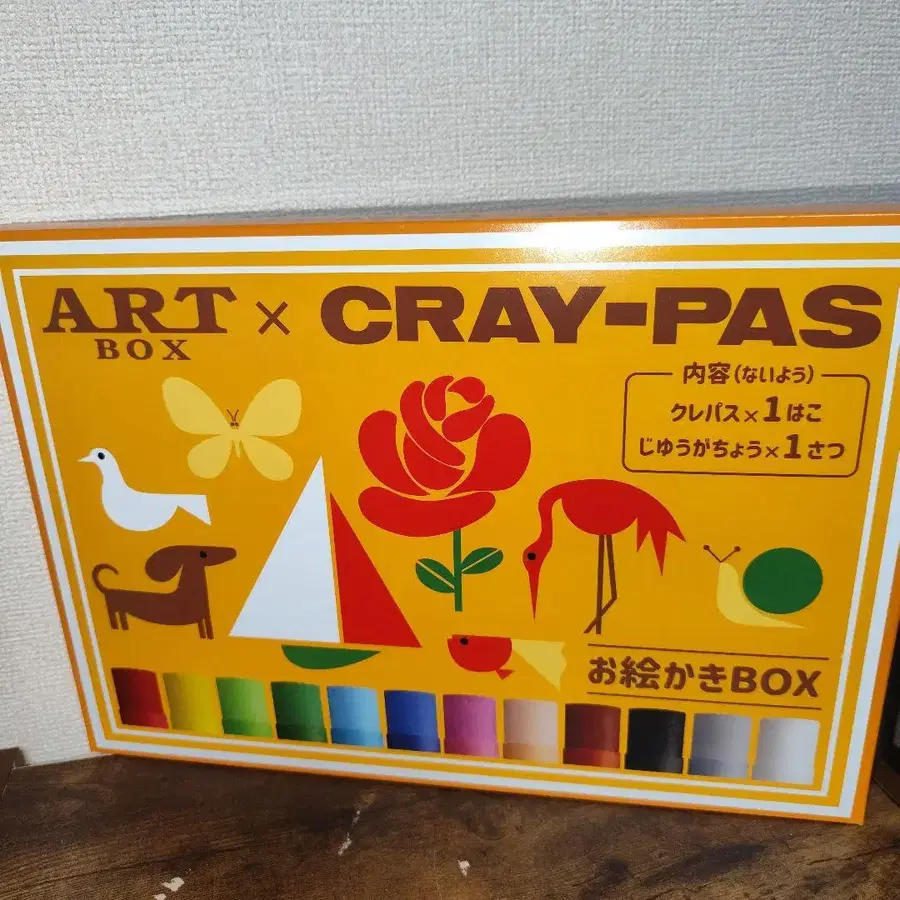 ART BOX × CRAY-PAS
内容(ないよう)
クレパス×1はこ
じゆうがちょう×1さつ
お絵かきBOX